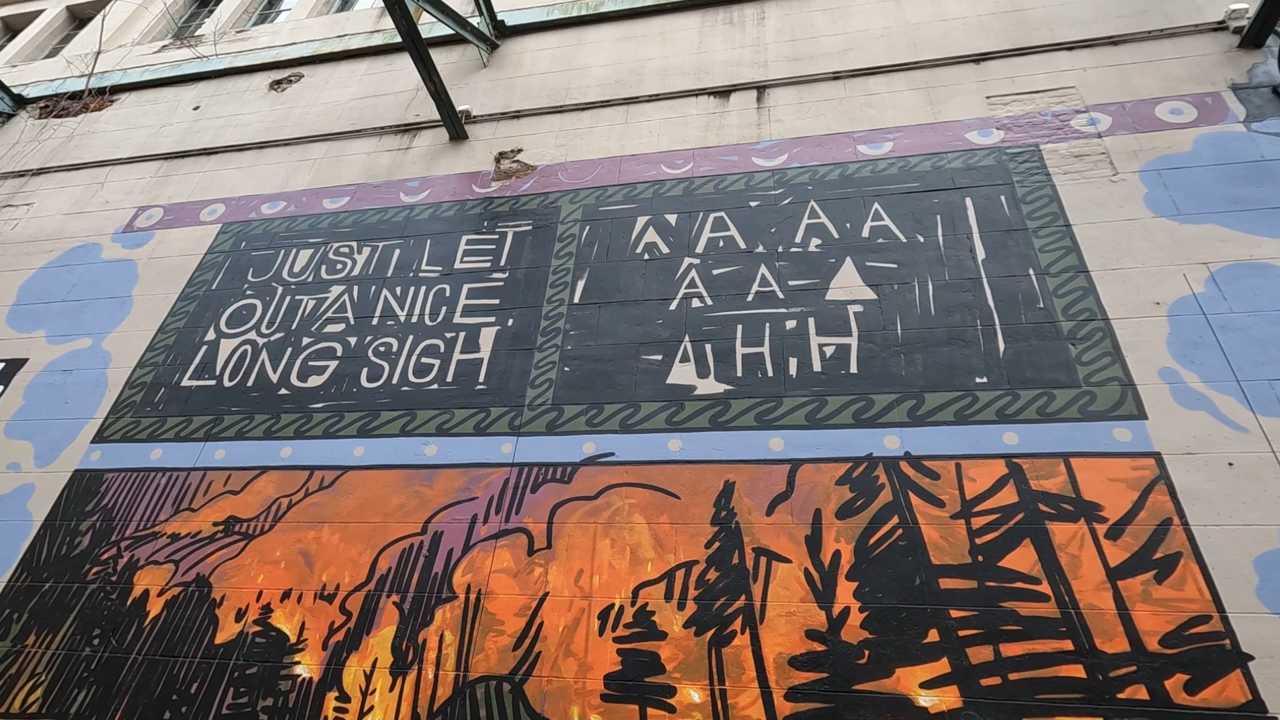 JUST LET
OUT A NICE
LONG SIGH
A A A A
A A A
A H H